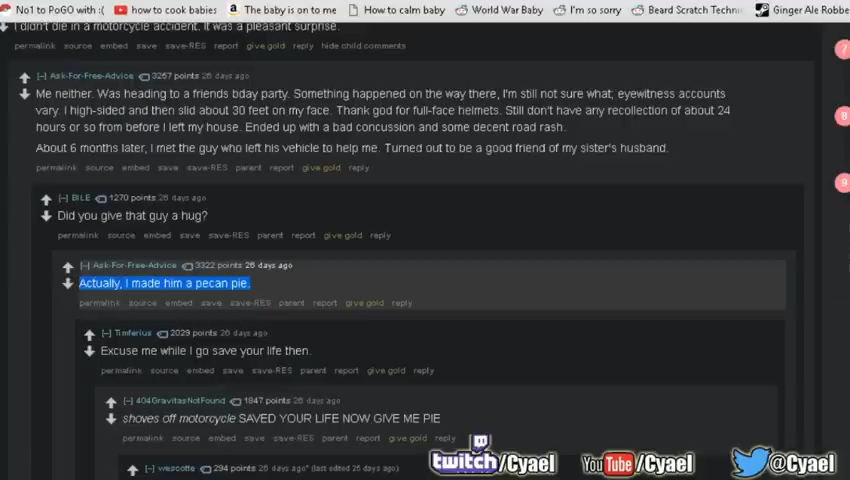 No1 to PoGO with :( how to cook babies The baby is on to me How to calm baby World War Baby I'm so sorry Beard Scratch Techni Ginger Ale Robbe
I didn't die in a motorcycle accident. It was a pleasant surprise.
permalink source embed save save-RES report give gold reply hide child comments
[–] Ask-For-Free-Advice 3267 points 26 days ago
Me neither. Was heading to a friends bday party. Something happened on the way there, I'm still not sure what; eyewitness accounts
vary. I high-sided and then slid about 30 feet on my face. Thank god for full-face helmets. Still don't have any recollection of about 24
hours or so from before I left my house. Ended up with a bad concussion and some decent road rash.
About 6 months later, I met the guy who left his vehicle to help me. Turned out to be a good friend of my sister's husband.
permalink source embed save save-RES parent report give gold reply
[–] BILE 1270 points 26 days ago
Did you give that guy a hug?
permalink source embed save save-RES parent report give gold reply
[–] Ask-For-Free-Advice 3322 points 26 days ago
Actually, I made him a pecan pie.
permalink source embed save save-RES parent report give gold reply
[–] Timferius 2029 points 26 days ago
Excuse me while I go save your life then.
permalink source embed save save-RES parent report give gold reply
[–] 404GravitasNotFound 1847 points 26 days ago
shoves off motorcycle SAVED YOUR LIFE NOW GIVE ME PIE
permalink source embed save save-RES parent report give gold reply
[–] wescotte 294 points 26 days ago* (last edited 25 days ago)
twitch/Cyael YouTube/Cyael @Cyael
7
8
9